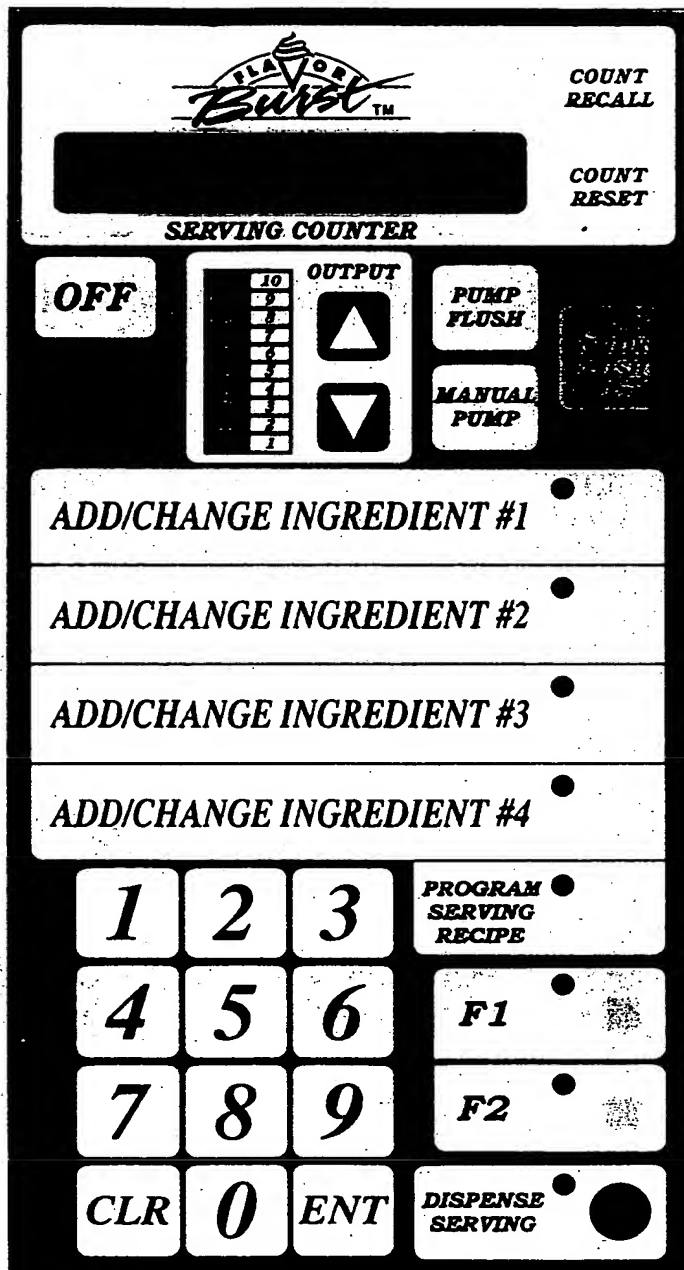 FLAVOR
Burst TM
COUNT
RECALL
COUNT
RESET
SERVING COUNTER
OFF
10
9
8
7
6
5
4
3
2
1
OUTPUT
PUMP
FLUSH
MANUAL
PUMP
ADD/CHANGE INGREDIENT #1
ADD/CHANGE INGREDIENT #2
ADD/CHANGE INGREDIENT #3
ADD/CHANGE INGREDIENT #4
1 2 3
PROGRAM
SERVING
RECIPE
4 5 6
F1
7 8 9
F2
CLR 0 ENT
DISPENSE
SERVING